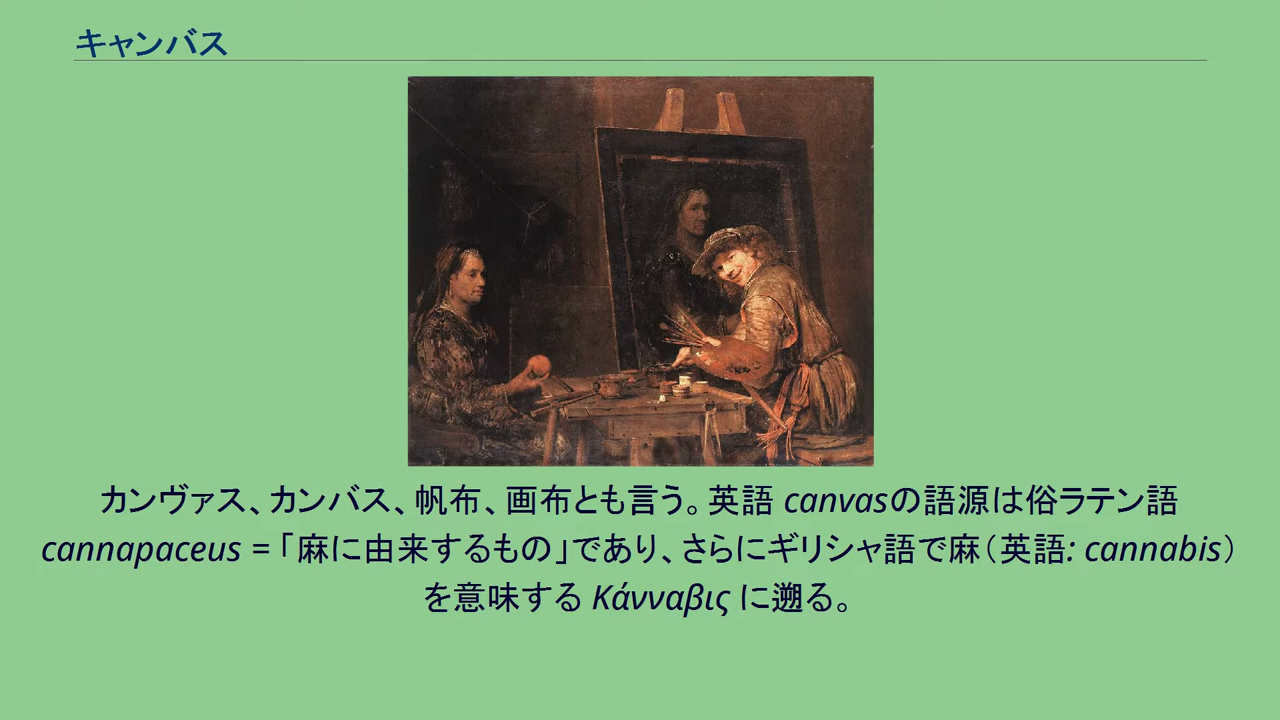 キャンバス
カンヴァス、カンバス、帆布、画布とも言う。英語 canvasの語源は俗ラテン語
cannapaceus =「麻に由来するもの」であり、さらにギリシャ語で麻（英語: cannabis）
を意味する Κάνναβις に遡る。